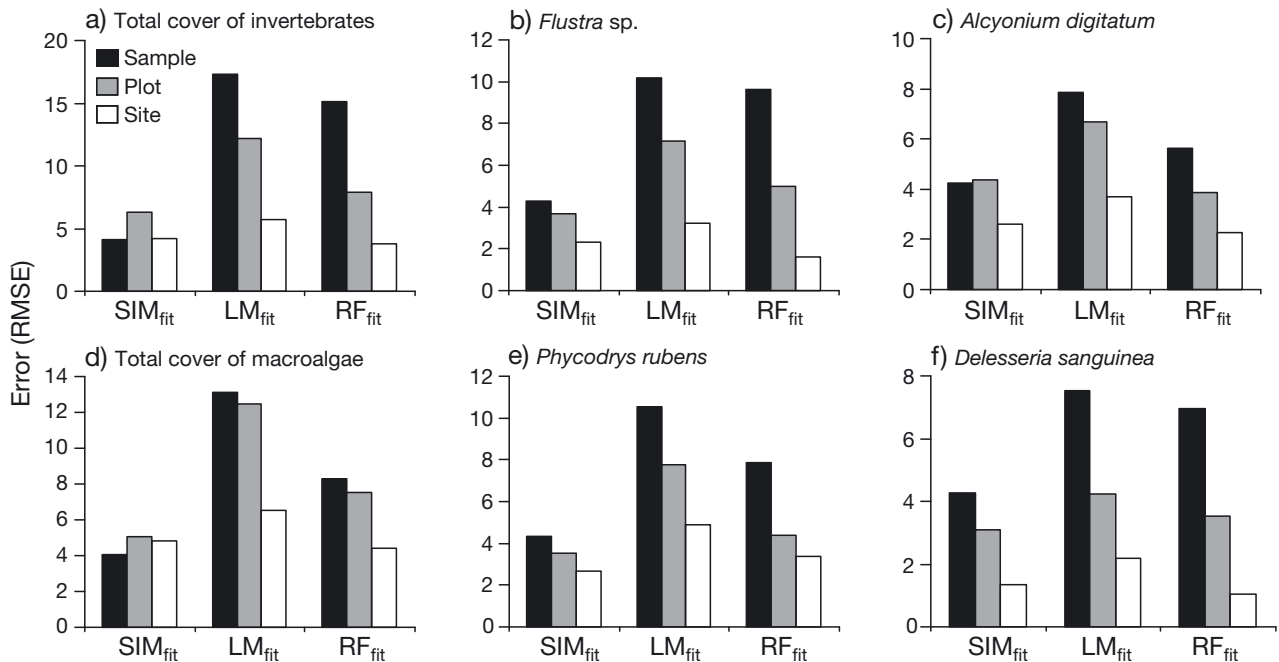 a) Total cover of invertebrates
20
15
10
5
0
Sample
Plot
Site
SIMfit LMfit RFfit
b) Flustra sp.
12
10
8
6
4
2
0
SIMfit LMfit RFfit
c) Alcyonium digitatum
10
8
6
4
2
0
SIMfit LMfit RFfit
Error (RMSE)
d) Total cover of macroalgae
14
12
10
8
6
4
2
0
SIMfit LMfit RFfit
e) Phycodrys rubens
12
10
8
6
4
2
0
SIMfit LMfit RFfit
f) Delesseria sanguinea
8
6
4
2
0
SIMfit LMfit RFfit